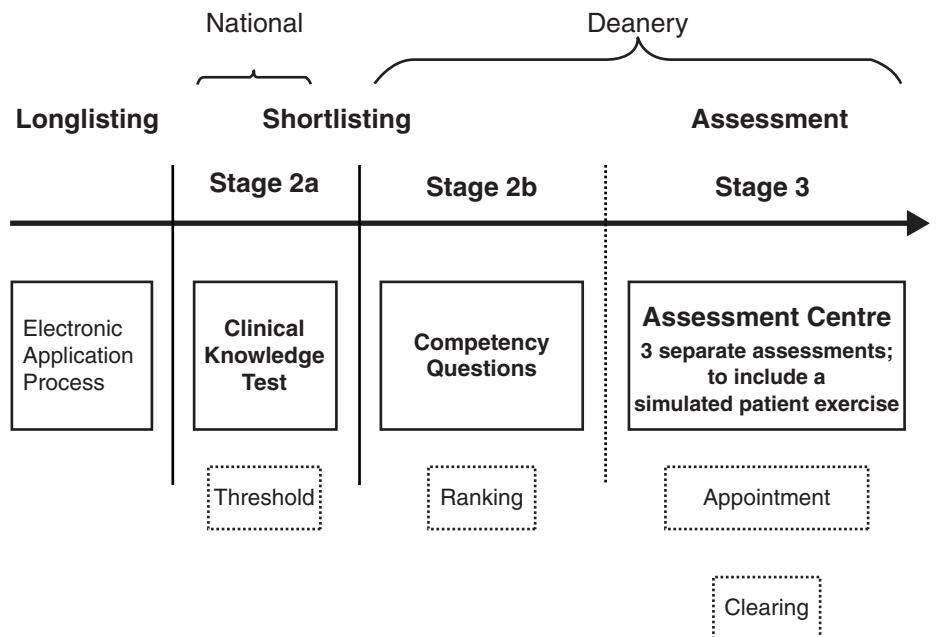 National
Deanery
Longlisting
Shortlisting
Assessment
Stage 2a
Stage 2b
Stage 3
Electronic
Application
Process
Clinical
Knowledge
Test
Competency
Questions
Assessment Centre
3 separate assessments;
to include a
simulated patient exercise
Threshold
Ranking
Appointment
Clearing